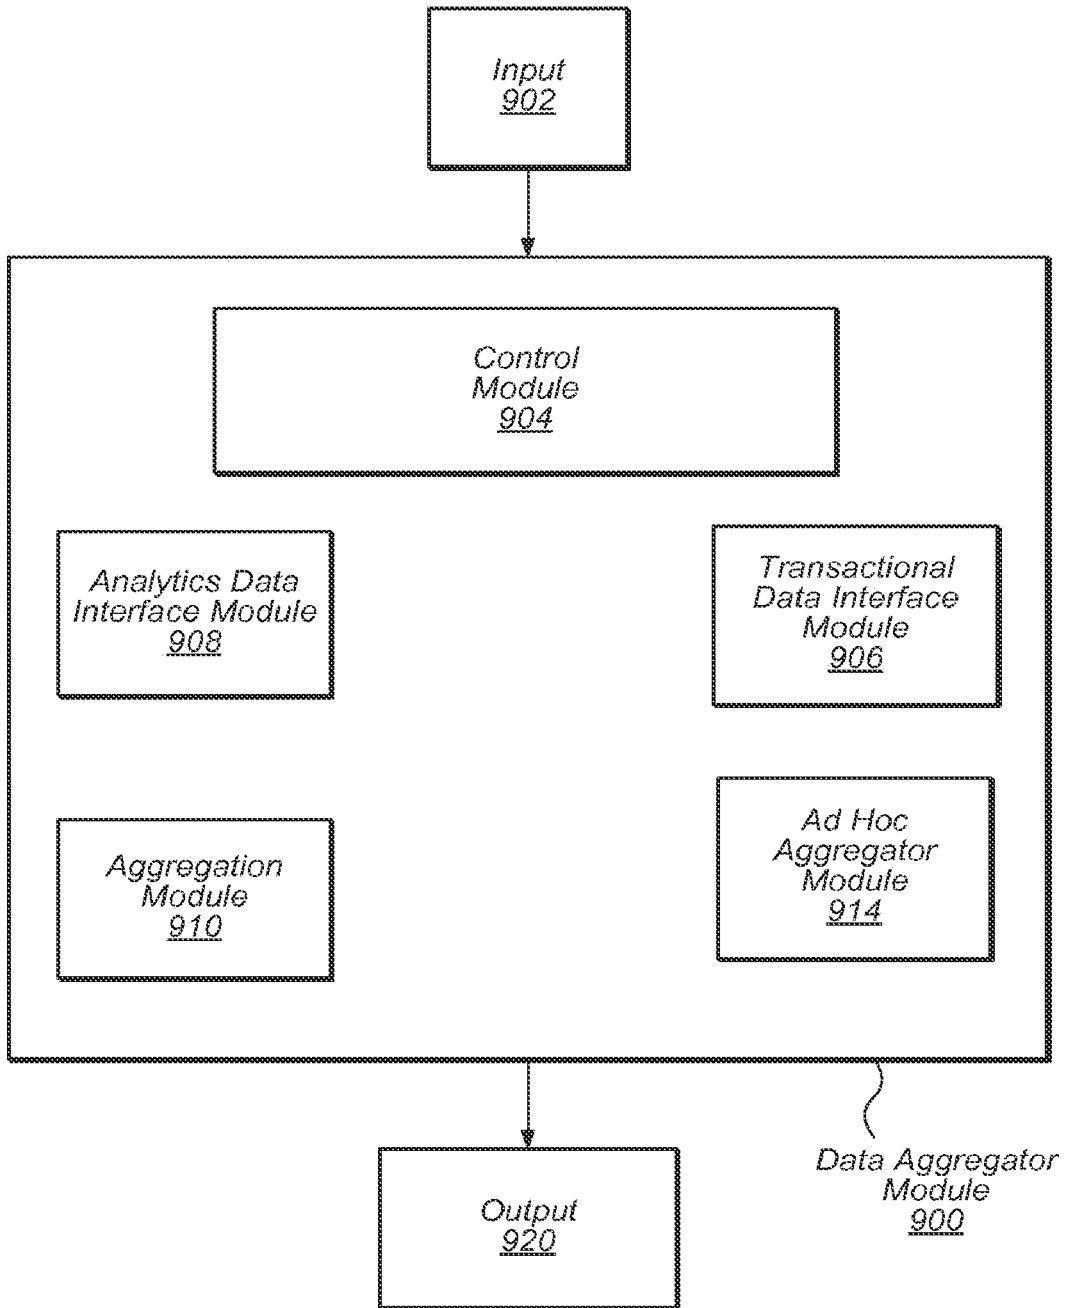 Input
902
Control
Module
904
Analytics Data
Interface Module
908
Transactional
Data Interface
Module
906
Aggregation
Module
910
Ad Hoc
Aggregator
Module
914
Data Aggregator
Module
900
Output
920